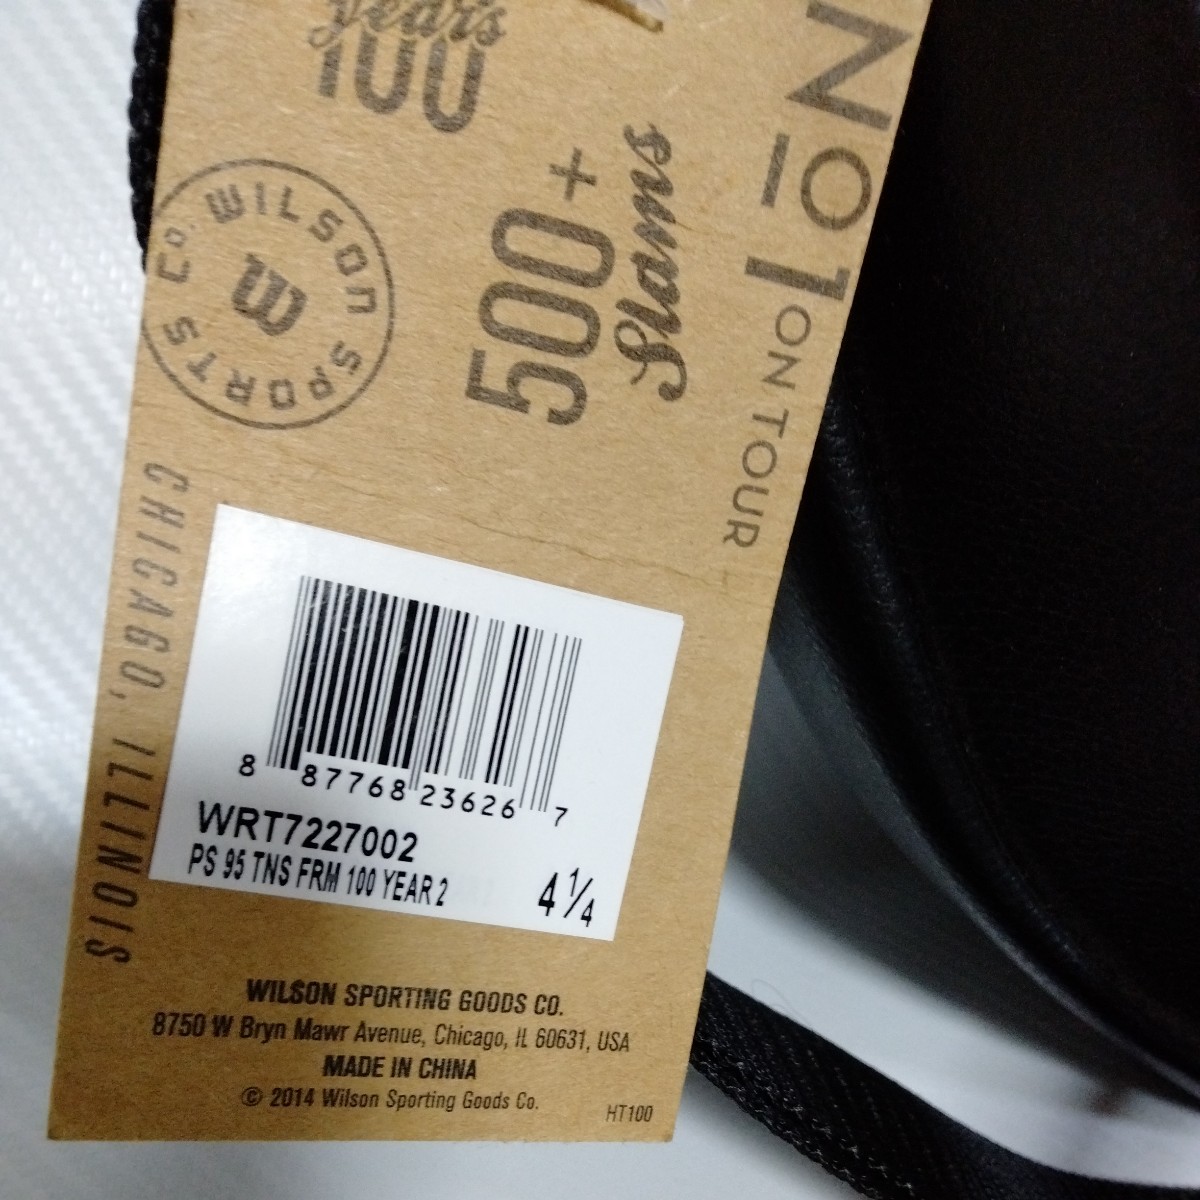 years
100
500+
Slams
NO1
ON TOUR
WILSON SPORTS CO.
W
CHICAGO, ILLINOIS
8 87768 23626 7
WRT7227002
PS 95 TNS FRM 100 YEAR 2
4 1/4
WILSON SPORTING GOODS CO.
8750 W Bryn Mawr Avenue, Chicago, IL 60631, USA
MADE IN CHINA
© 2014 Wilson Sporting Goods Co.
HT100